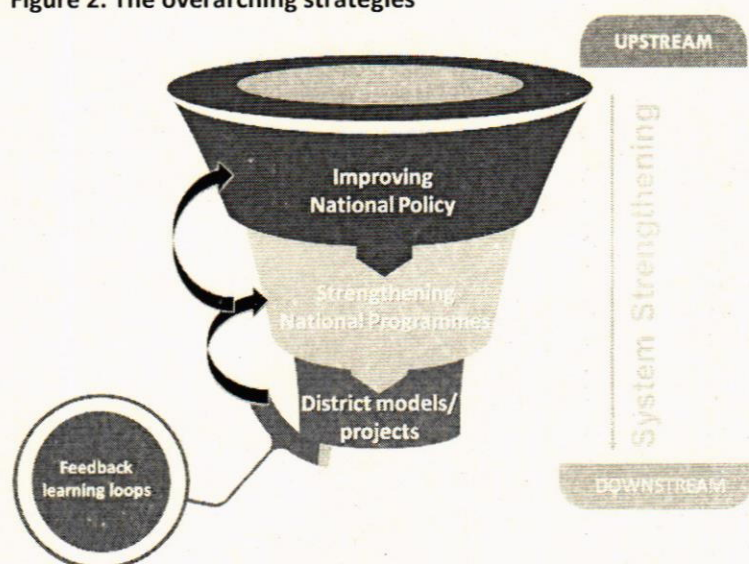 Figure 2. The overarching strategies
UPSTREAM
Improving
National Policy
Strengthening
National Programmes
System Strengthening
District models/
projects
Feedback
learning loops
DOWNSTREAM